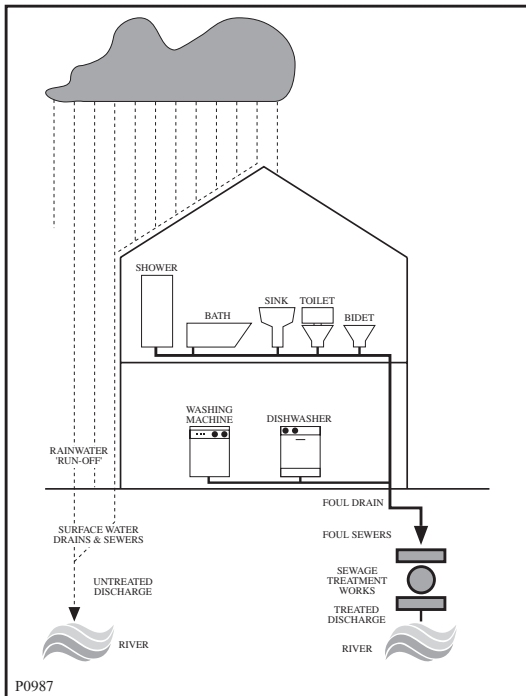 SHOWER
BATH
SINK
TOILET
BIDET
WASHING
MACHINE
DISHWASHER
RAINWATER
'RUN-OFF'
FOUL DRAIN
SURFACE WATER
DRAINS & SEWERS
FOUL SEWERS
UNTREATED
DISCHARGE
SEWAGE
TREATMENT
WORKS
TREATED
DISCHARGE
RIVER
RIVER
P0987